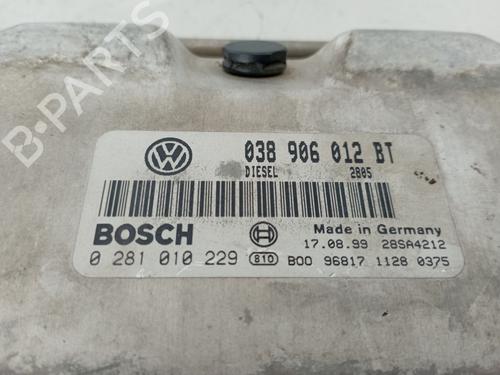 B-PARTS
038 906 012 BT
DIESEL 2805
BOSCH
Made in Germany
17.08.99 28SA4212
0 281 010 229 810 B00 96817 1128 0375